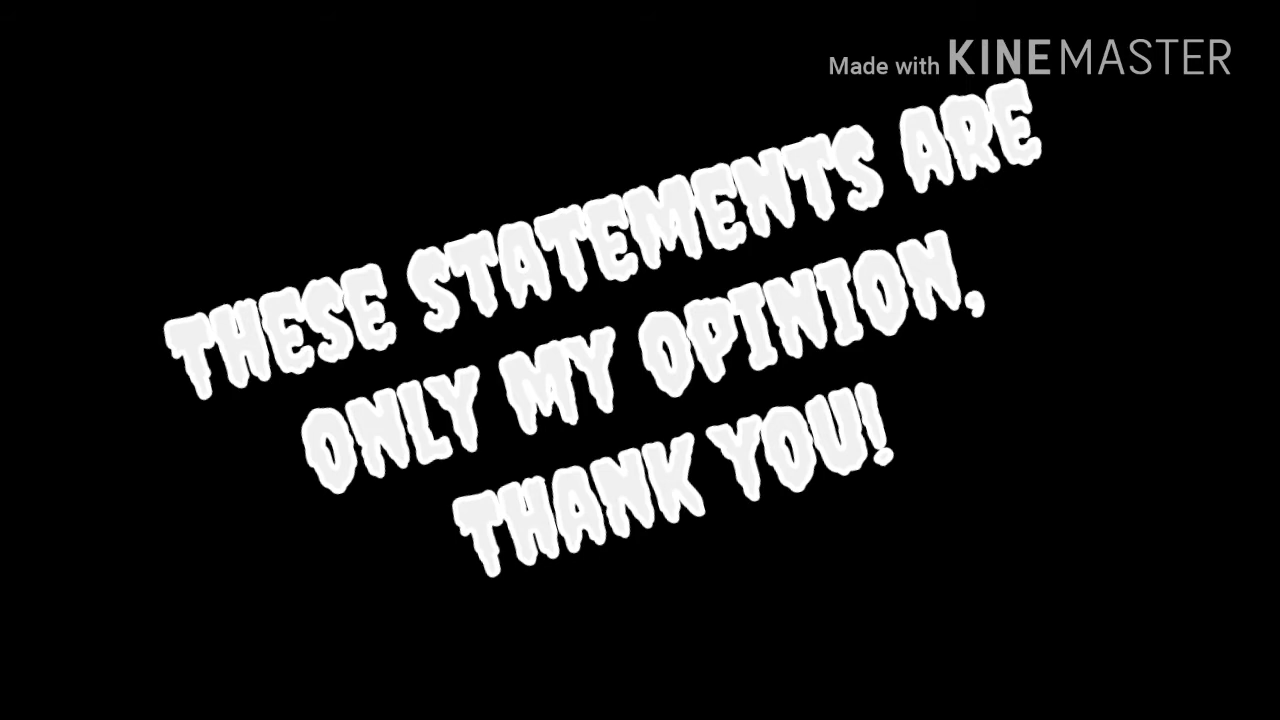 Made with KINEMASTER
THESE STATEMENTS ARE
ONLY MY OPINION,
THANK YOU!